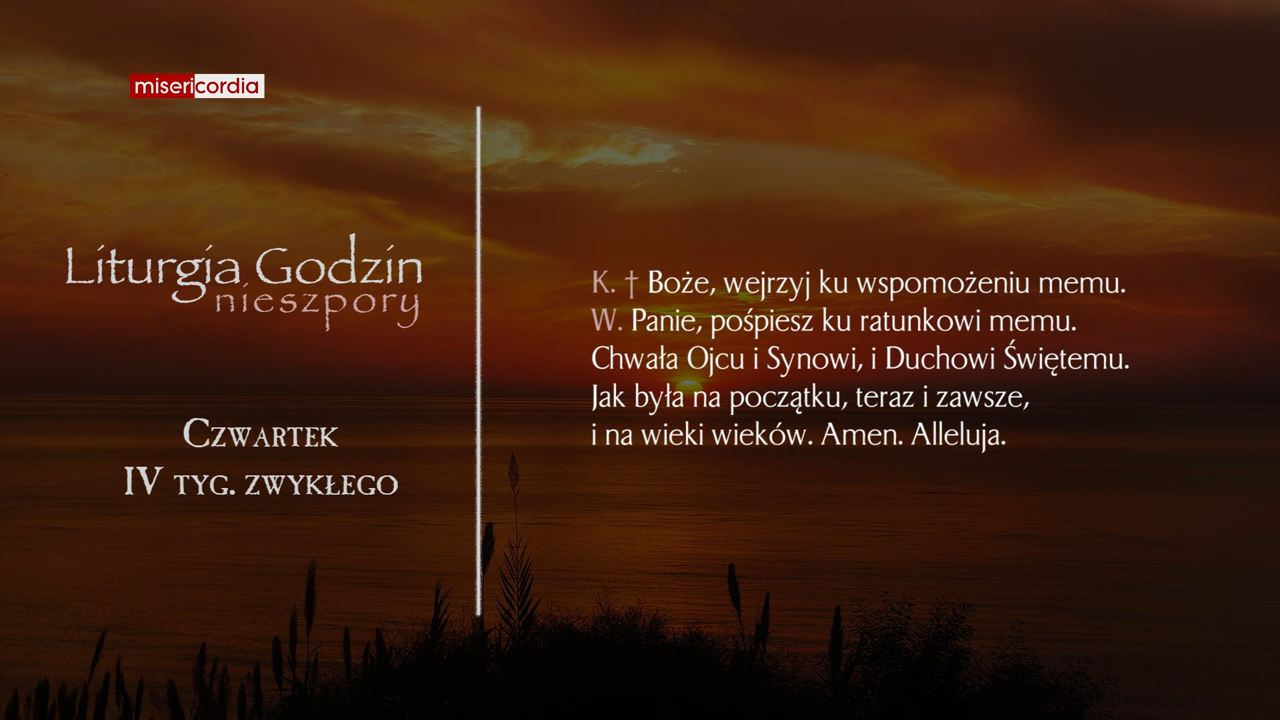 misericordia
Liturgia Godzin
nieszpory
Czwartek
IV tyg. zwykłego
K. † Boże, wejrzyj ku wspomożeniu memu.
W. Panie, pośpiesz ku ratunkowi memu.
Chwała Ojcu i Synowi, i Duchowi Świętemu.
Jak była na początku, teraz i zawsze,
i na wieki wieków. Amen. Alleluja.